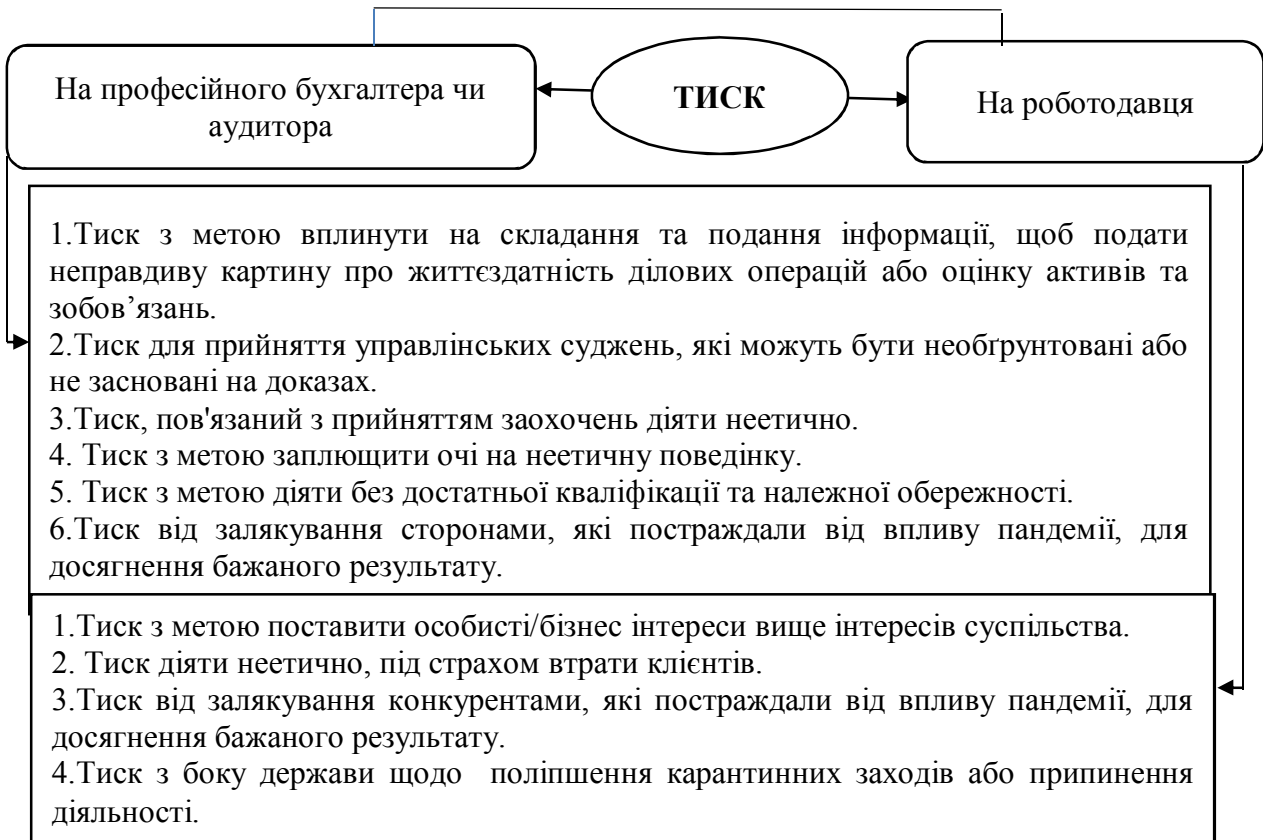 На професійного бухгалтера чи
аудитора
ТИСК
На роботодавця
1.Тиск з метою вплинути на складання та подання інформації, щоб подати
неправдиву картину про життєздатність ділових операцій або оцінку активів та
зобов’язань.
2.Тиск для прийняття управлінських суджень, які можуть бути необґрунтовані або
не засновані на доказах.
3.Тиск, пов'язаний з прийняттям заохочень діяти неетично.
4. Тиск з метою заплющити очі на неетичну поведінку.
5. Тиск з метою діяти без достатньої кваліфікації та належної обережності.
6.Тиск від залякування сторонами, які постраждали від впливу пандемії, для
досягнення бажаного результату.
1.Тиск з метою поставити особисті/бізнес інтереси вище інтересів суспільства.
2. Тиск діяти неетично, під страхом втрати клієнтів.
3.Тиск від залякування конкурентами, які постраждали від впливу пандемії, для
досягнення бажаного результату.
4.Тиск з боку держави щодо поліпшення карантинних заходів або припинення
діяльності.